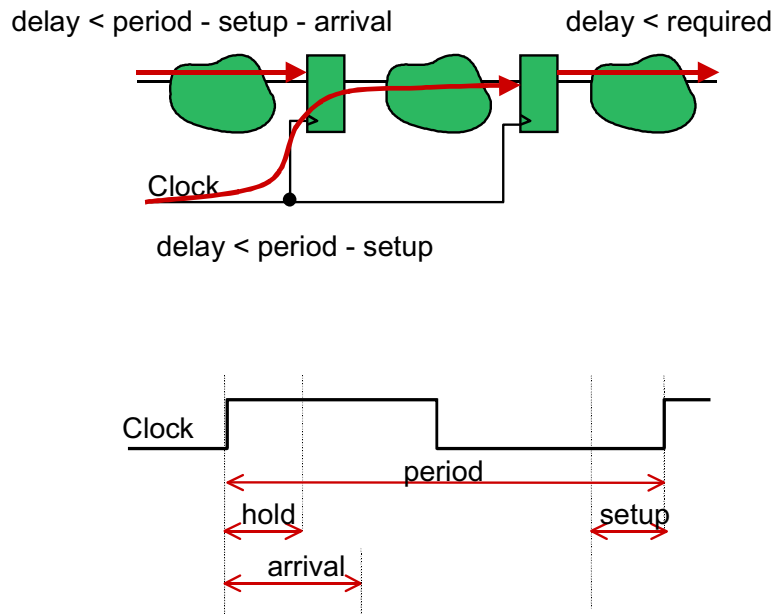 delay < period - setup - arrival
delay < required
Clock
delay < period - setup
Clock
period
hold
setup
arrival